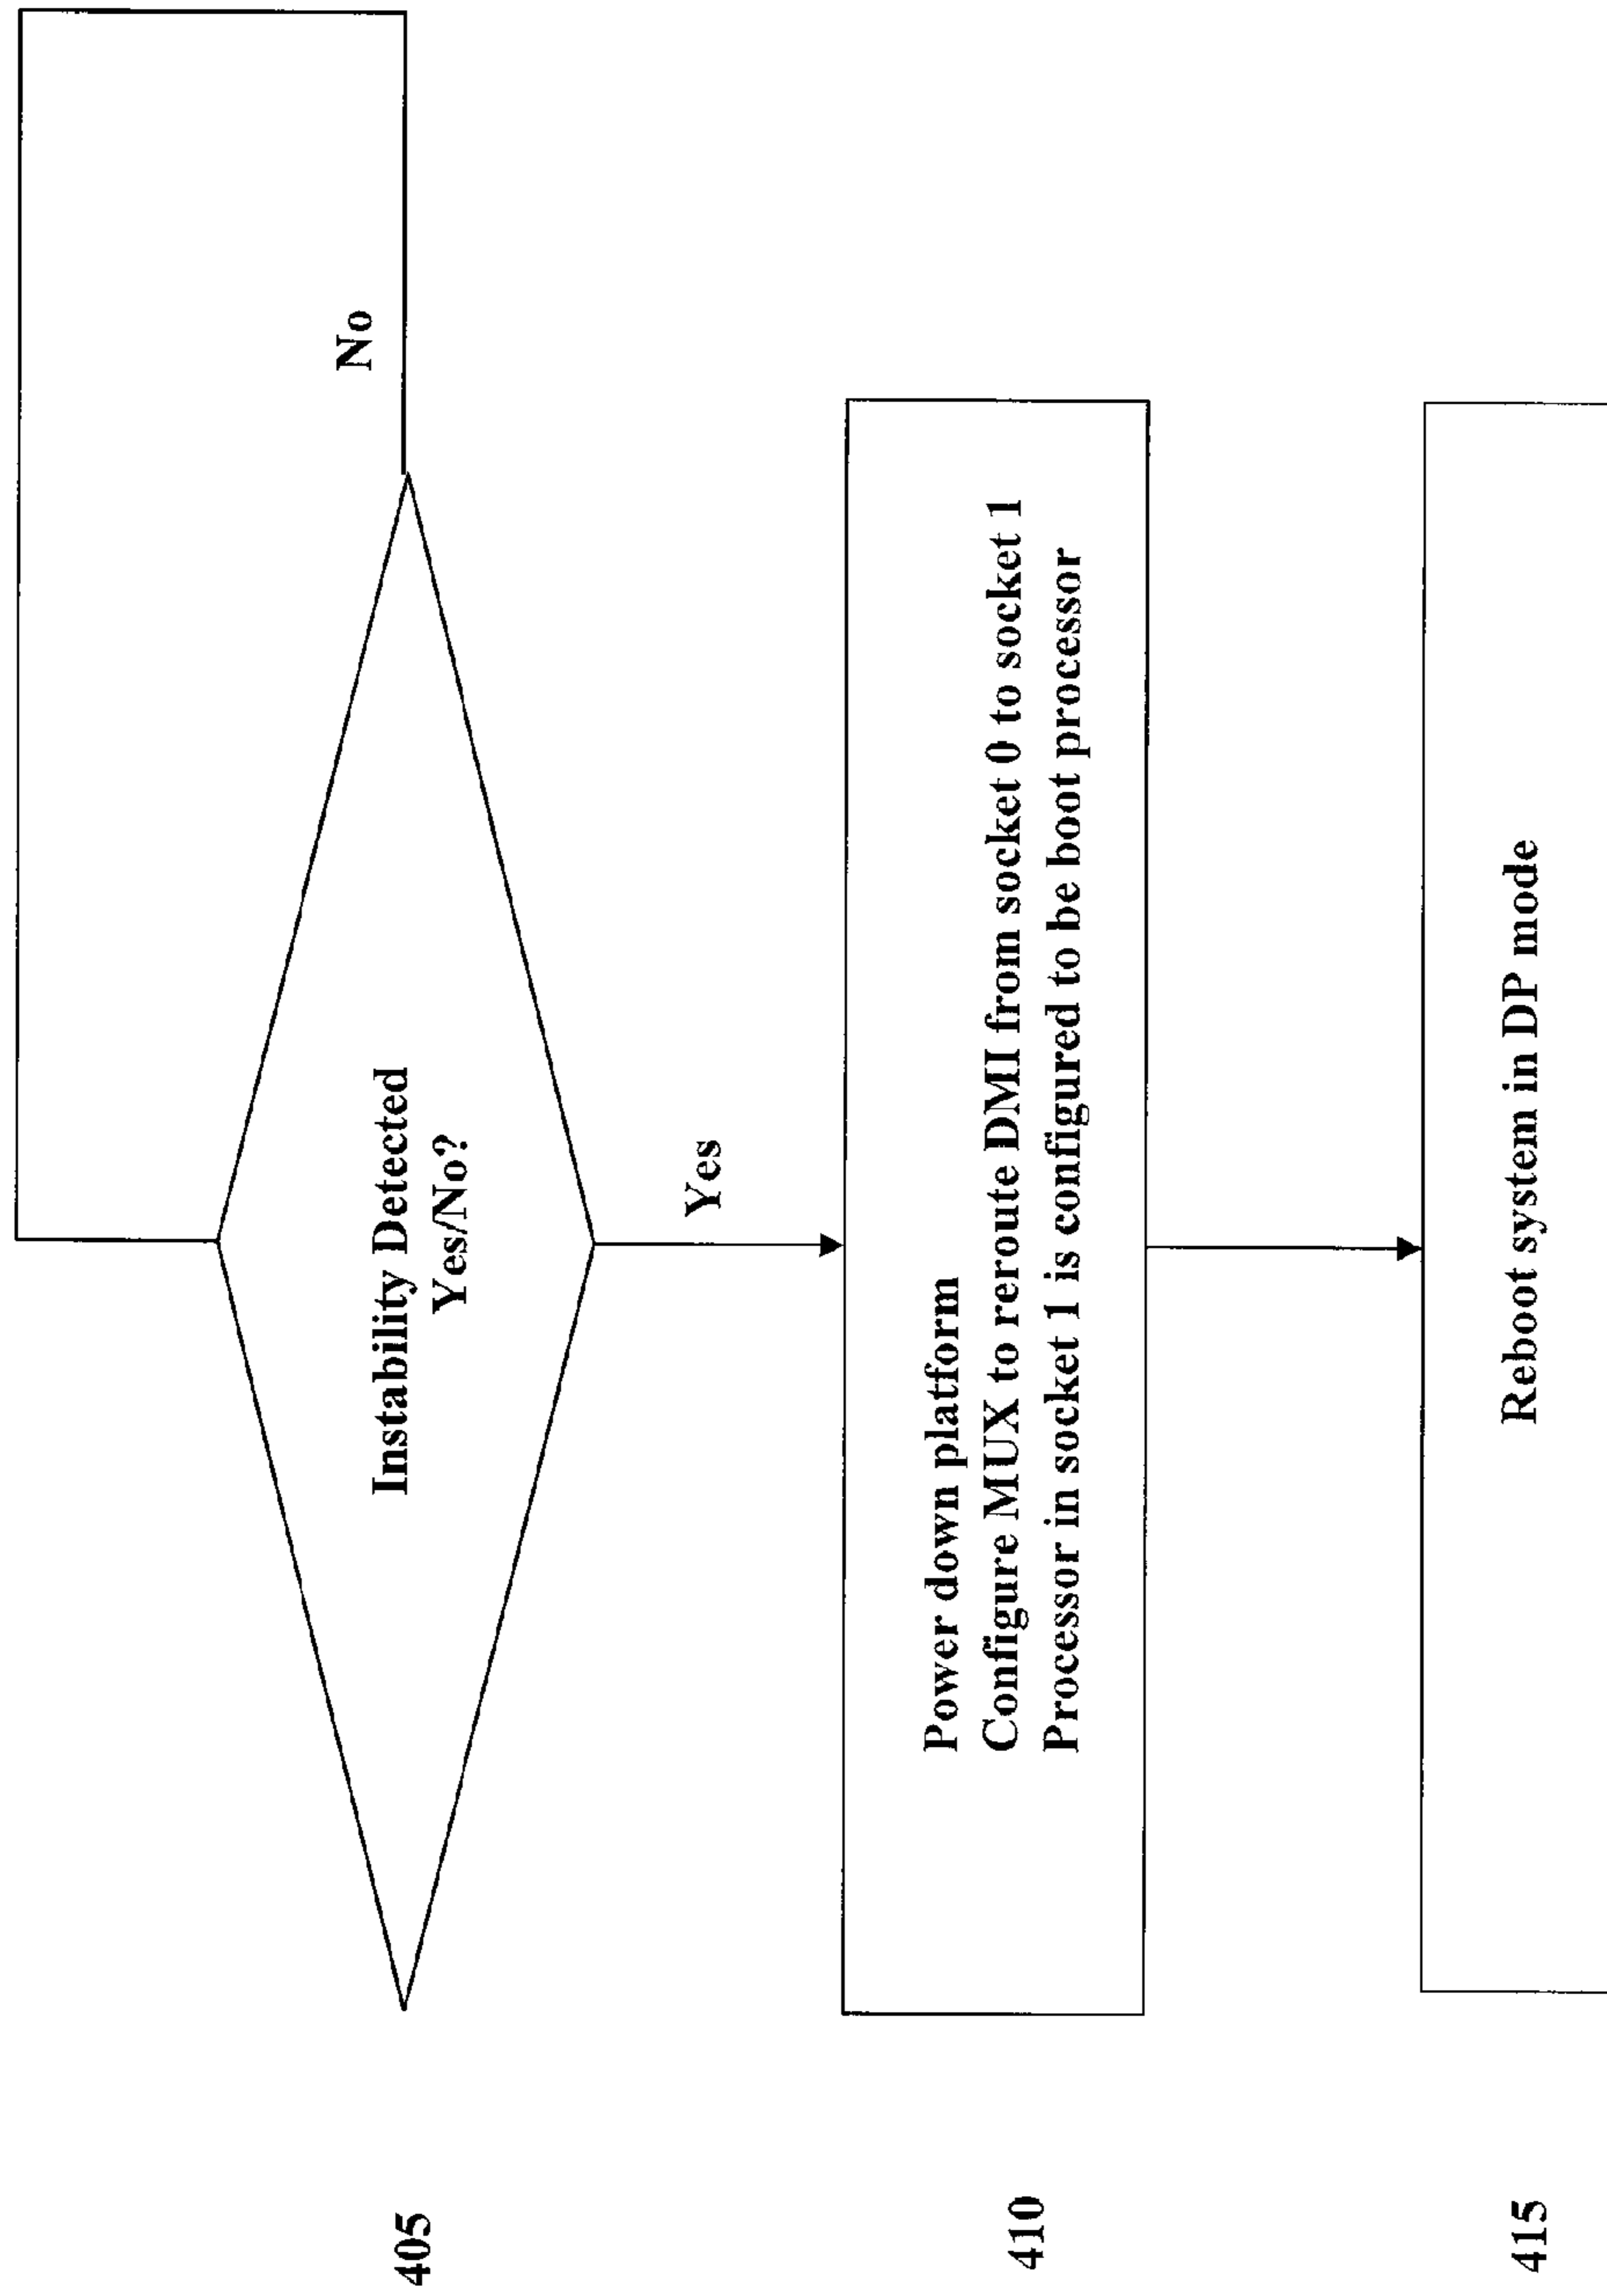 405
Instability Detected
Yes/No?
No
Yes
410
Power down platform
Configure MUX to reroute DMI from socket 0 to socket 1
Processor in socket 1 is configured to be boot processor
415
Reboot system in DP mode